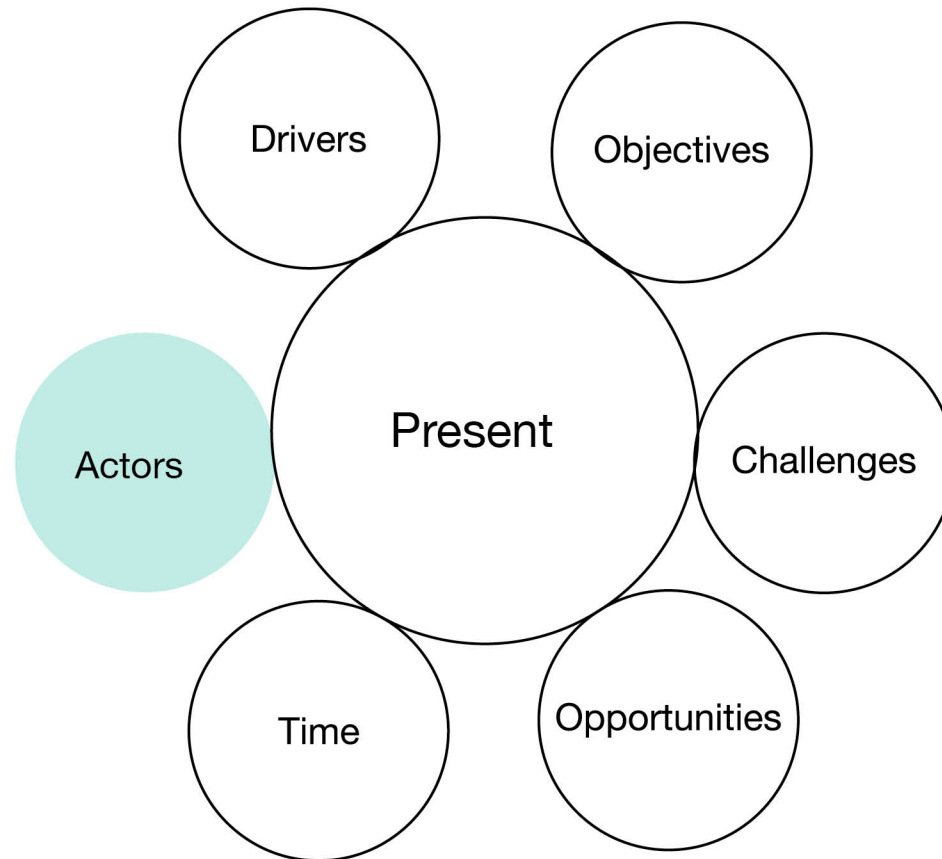 Drivers
Objectives
Present
Actors
Challenges
Time
Opportunities